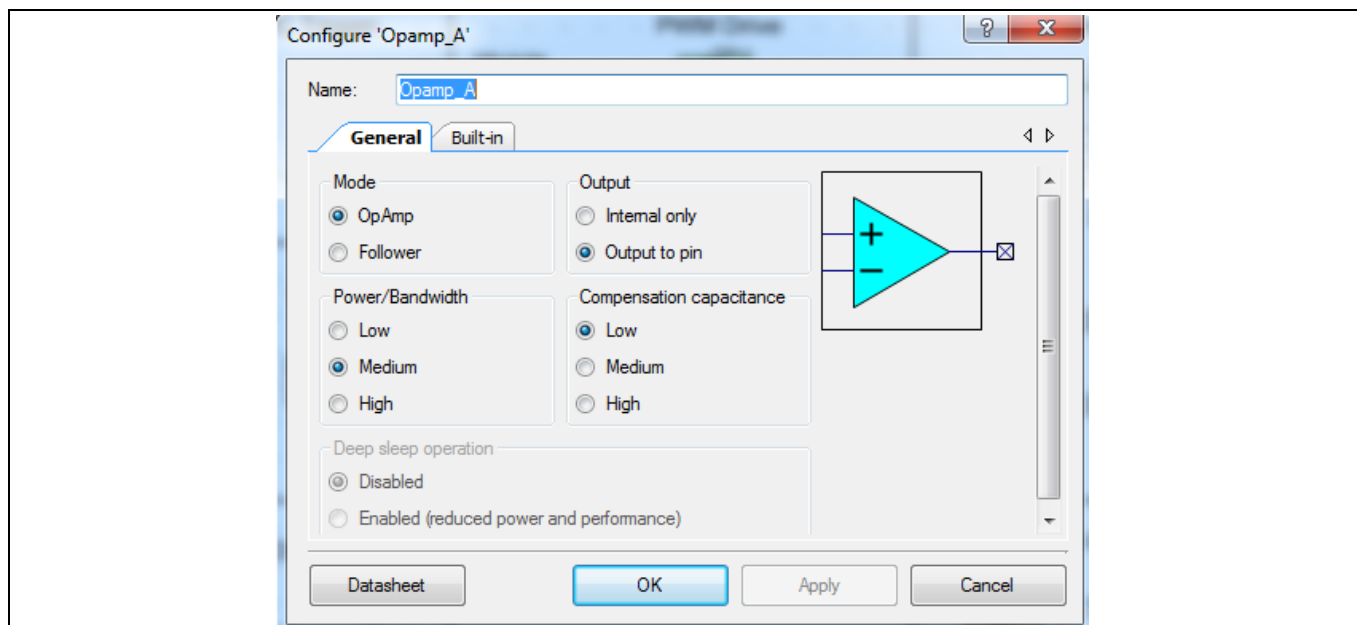 Configure 'Opamp_A'
PWM Drive
Name: Opamp_A
General Built-in
Mode
OpAmp
Follower
Output
Internal only
Output to pin
Power/Bandwidth
Low
Medium
High
Compensation capacitance
Low
Medium
High
+
−
Deep sleep operation
Disabled
Enabled (reduced power and performance)
Datasheet OK Apply Cancel